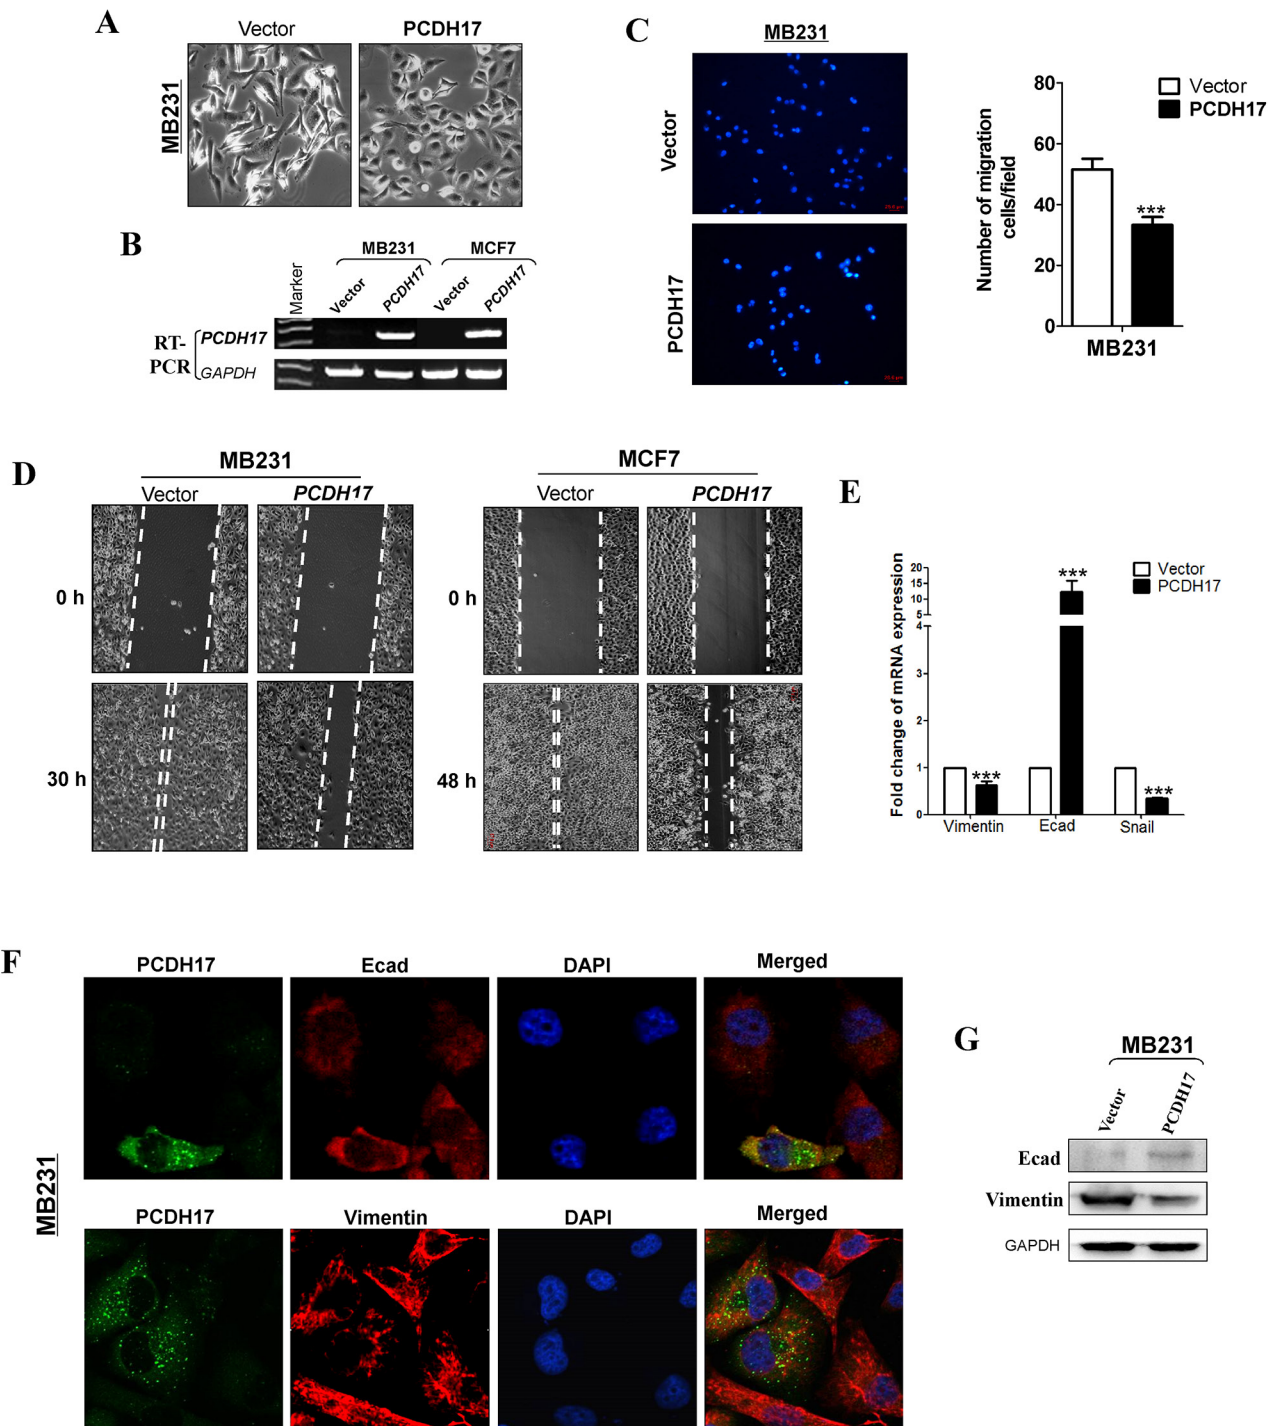 A
Vector
PCDH17
MB231
B
MB231
MCF7
Marker
Vector
PCDH17
Vector
PCDH17
RT-
PCR
PCDH17
GAPDH
C
MB231
Vector
PCDH17
Number of migration
cells/field
80
60
40
20
0
***
MB231
Vector
PCDH17
D
MB231
Vector
PCDH17
0 h
30 h
MCF7
Vector
PCDH17
0 h
48 h
E
Fold change of mRNA expression
20
15
10
5
4
3
2
1
0
***
***
***
Vimentin
Ecad
Snail
Vector
PCDH17
F
MB231
PCDH17
Ecad
DAPI
Merged
PCDH17
Vimentin
DAPI
Merged
G
MB231
Vector
PCDH17
Ecad
Vimentin
GAPDH